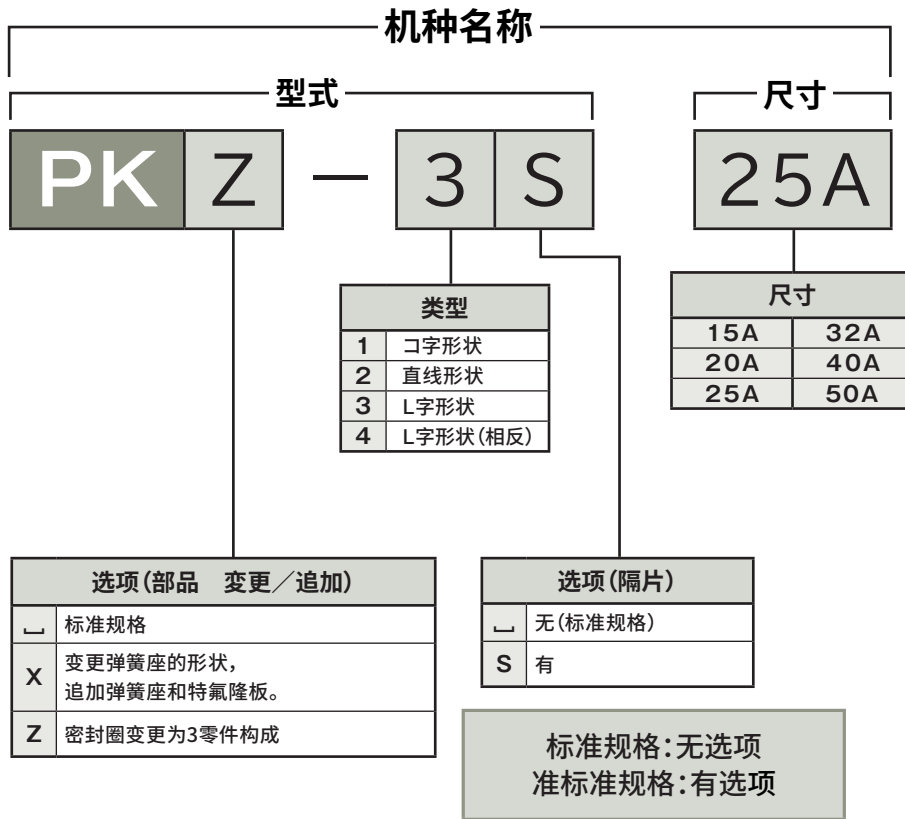 机种名称
型式
尺寸
PK Z — 3 S 25A
类型
1 コ字形状
2 直线形状
3 L字形状
4 L字形状(相反)
尺寸
15A 32A
20A 40A
25A 50A
选项(部品　变更／追加)
⎵ 标准规格
X 变更弹簧座的形状，
追加弹簧座和特氟隆板。
Z 密封圈变更为3零件构成
选项(隔片)
⎵ 无(标准规格)
S 有
标准规格:无选项
准标准规格:有选项